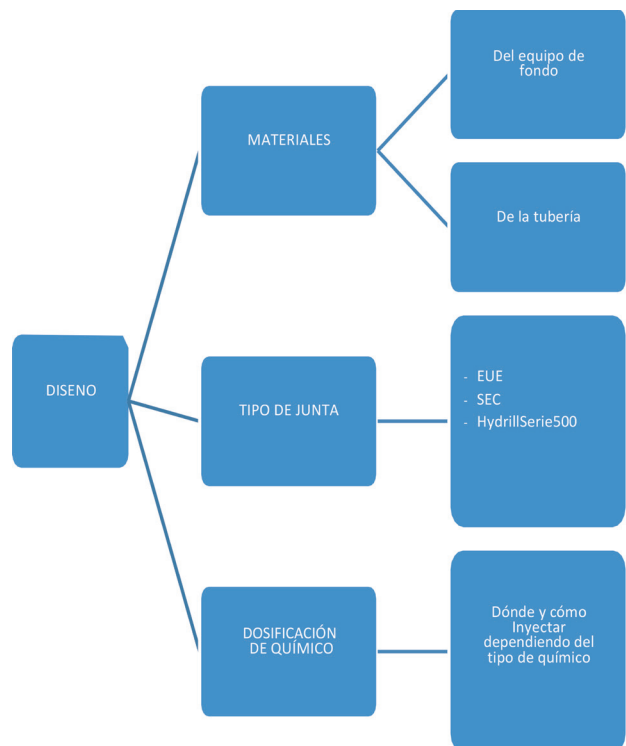 Del equipo de
fondo
MATERIALES
De la tubería
DISENO
TIPO DE JUNTA
- EUE
- SEC
- HydrillSerie500
DOSIFICACIÓN
DE QUÍMICO
Dónde y cómo
Inyectar
dependiendo del
tipo de químico